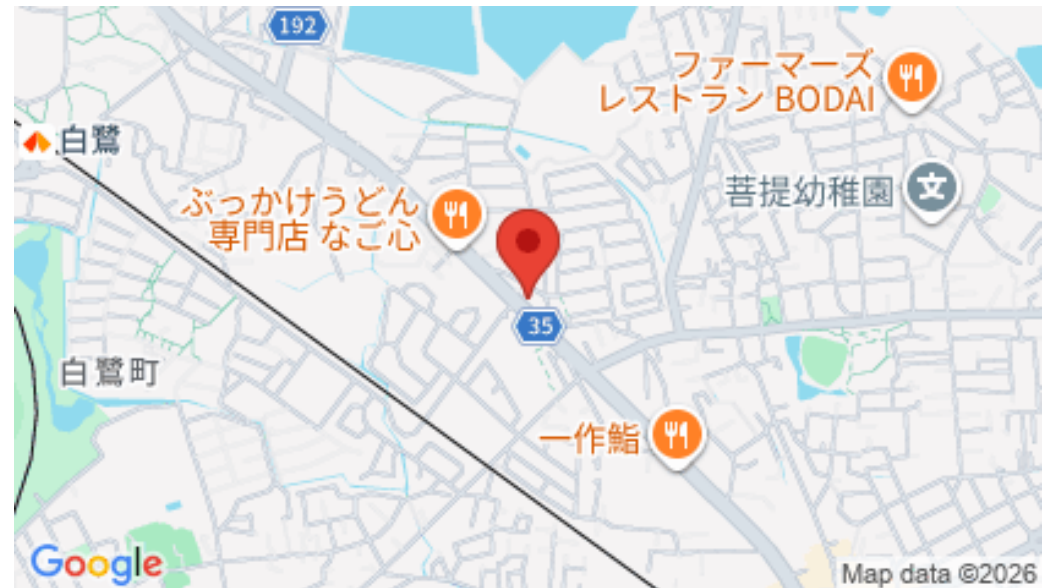 192
ファーマーズ
レストラン BODAI
白鷺
菩提幼稚園
文
ぶっかけうどん
専門店 なご心
35
白鷺町
一作鮨
Google
Map data ©2026